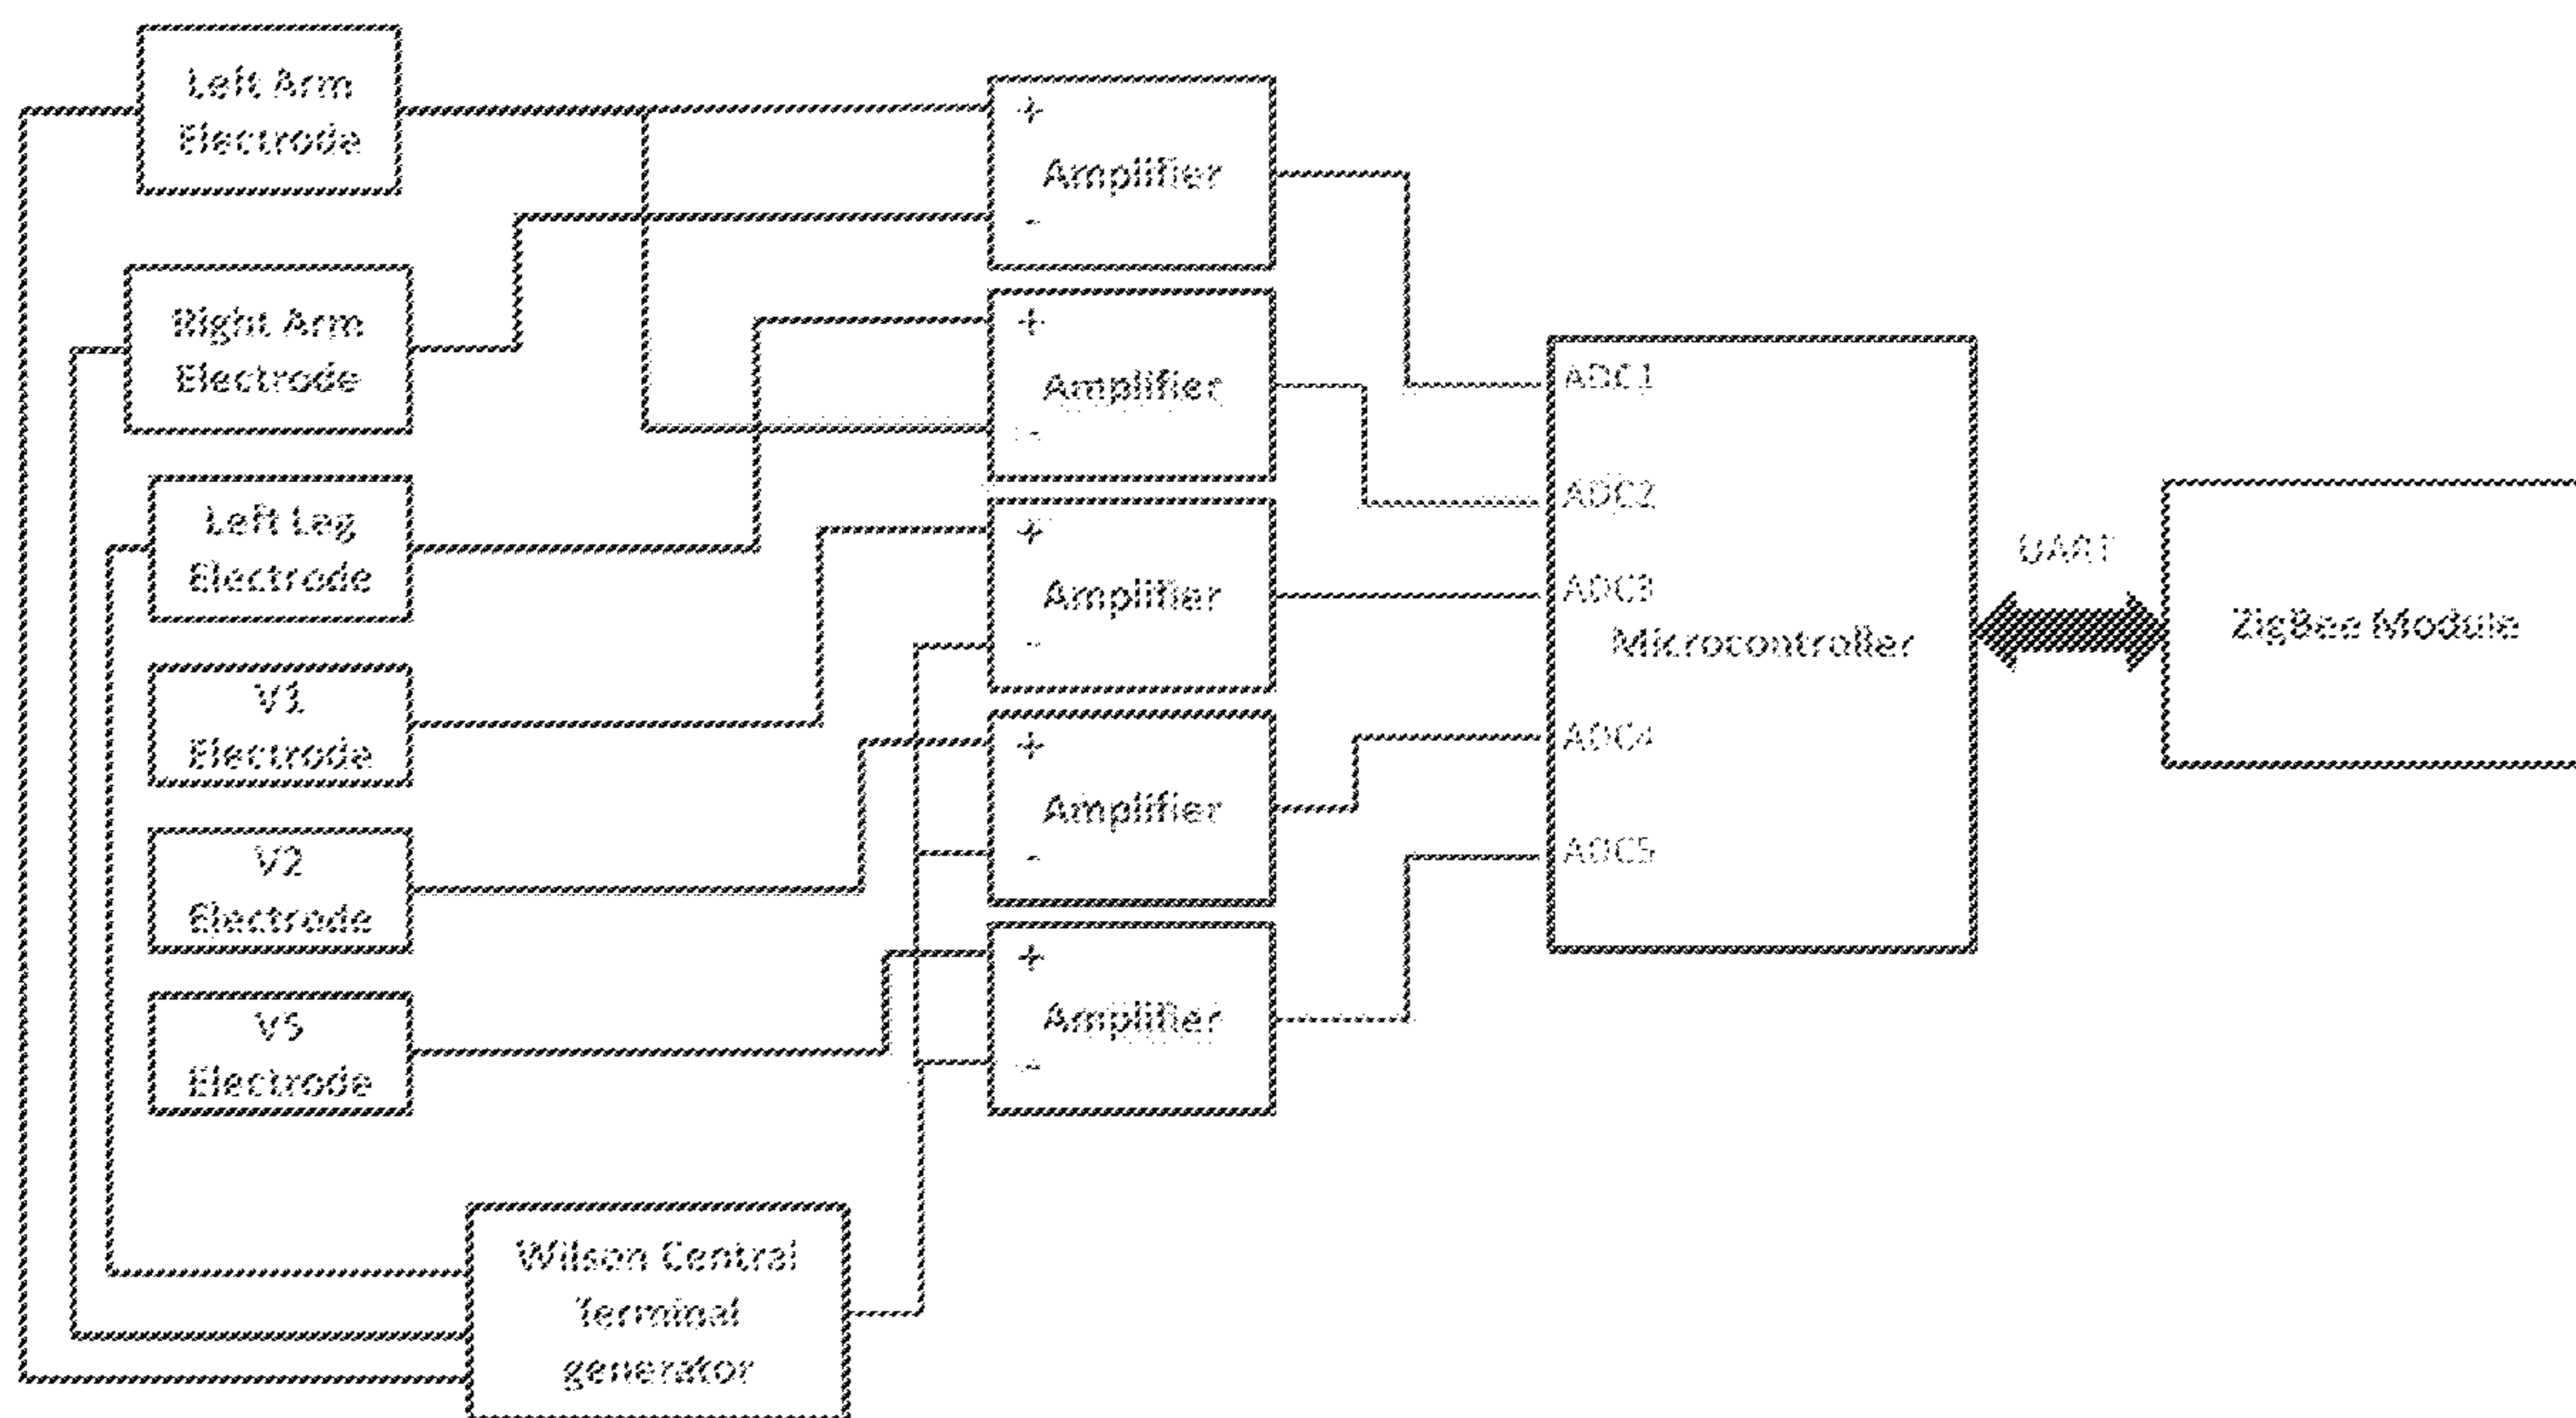 Left Arm
Electrode
+
Amplifier
-
Right Arm
Electrode
+
Amplifier
-
Left Leg
Electrode
+
Amplifier
-
V1
Electrode
+
Amplifier
-
V2
Electrode
+
Amplifier
-
V5
Electrode
ADC1
ADC2
ADC3
Microcontroller
ADC4
ADC5
UART
ZigBee Module
Wilson Central
Terminal
generator